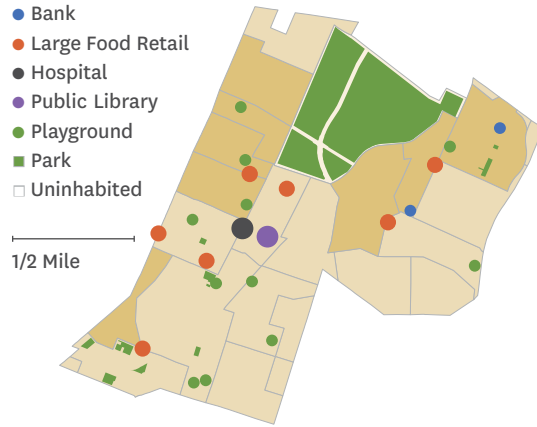 Bank
Large Food Retail
Hospital
Public Library
Playground
Park
Uninhabited
1/2 Mile